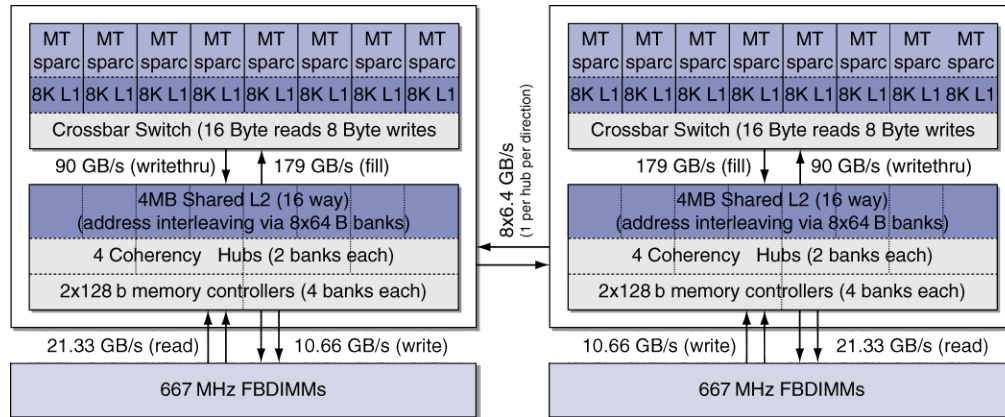 MT MT MT MT MT MT MT MT
sparc sparc sparc sparc sparc sparc sparc sparc
8K L1 8K L1 8K L1 8K L1 8K L1 8K L1 8K L1 8K L1
Crossbar Switch (16 Byte reads 8 Byte writes
90 GB/s (writethru)
179 GB/s (fill)
4MB Shared L2 (16 way)
(address interleaving via 8x64 B banks)
4 Coherency Hubs (2 banks each)
2x128 b memory controllers (4 banks each)
21.33 GB/s (read)
10.66 GB/s (write)
667 MHz FBDIMMs
8x6.4 GB/s
(1 per hub per direction)
MT MT MT MT MT MT MT MT
sparc sparc sparc sparc sparc sparc sparc sparc
8K L1 8K L1 8K L1 8K L1 8K L1 8K L1 8K L1 8K L1
Crossbar Switch (16 Byte reads 8 Byte writes
179 GB/s (fill)
90 GB/s (writethru)
4MB Shared L2 (16 way)
(address interleaving via 8x64 B banks)
4 Coherency Hubs (2 banks each)
2x128 b memory controllers (4 banks each)
10.66 GB/s (write)
21.33 GB/s (read)
667 MHz FBDIMMs